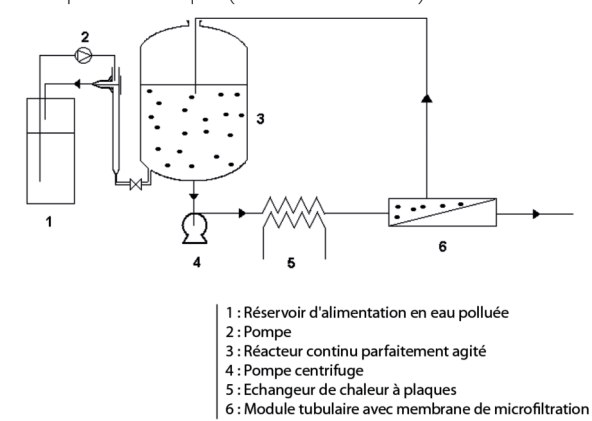 2
3
1
4
5
6
1 : Réservoir d'alimentation en eau polluée
2 : Pompe
3 : Réacteur continu parfaitement agité
4 : Pompe centrifuge
5 : Echangeur de chaleur à plaques
6 : Module tubulaire avec membrane de microfiltration